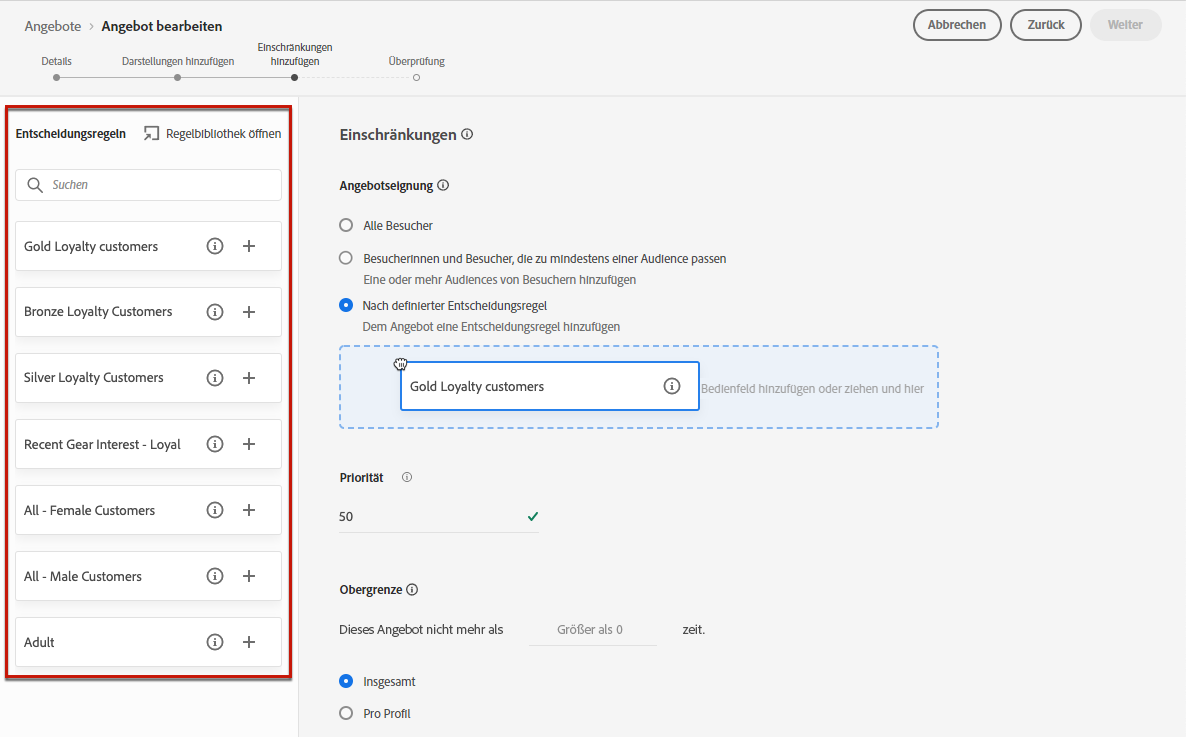 Angebote › Angebot bearbeiten
Abbrechen
Zurück
Weiter
Details
Darstellungen hinzufügen
Einschränkungen
hinzufügen
Überprüfung
Entscheidungsregeln
Regelbibliothek öffnen
Suchen
Gold Loyalty customers
Bronze Loyalty Customers
Silver Loyalty Customers
Recent Gear Interest - Loyal
All - Female Customers
All - Male Customers
Adult
Einschränkungen
Angebotseignung
Alle Besucher
Besucherinnen und Besucher, die zu mindestens einer Audience passen
Eine oder mehr Audiences von Besuchern hinzufügen
Nach definierter Entscheidungsregel
Dem Angebot eine Entscheidungsregel hinzufügen
Gold Loyalty customers
Bedienfeld hinzufügen oder ziehen und hier
Priorität
50
Obergrenze
Dieses Angebot nicht mehr als Größer als 0 zeit.
Insgesamt
Pro Profil